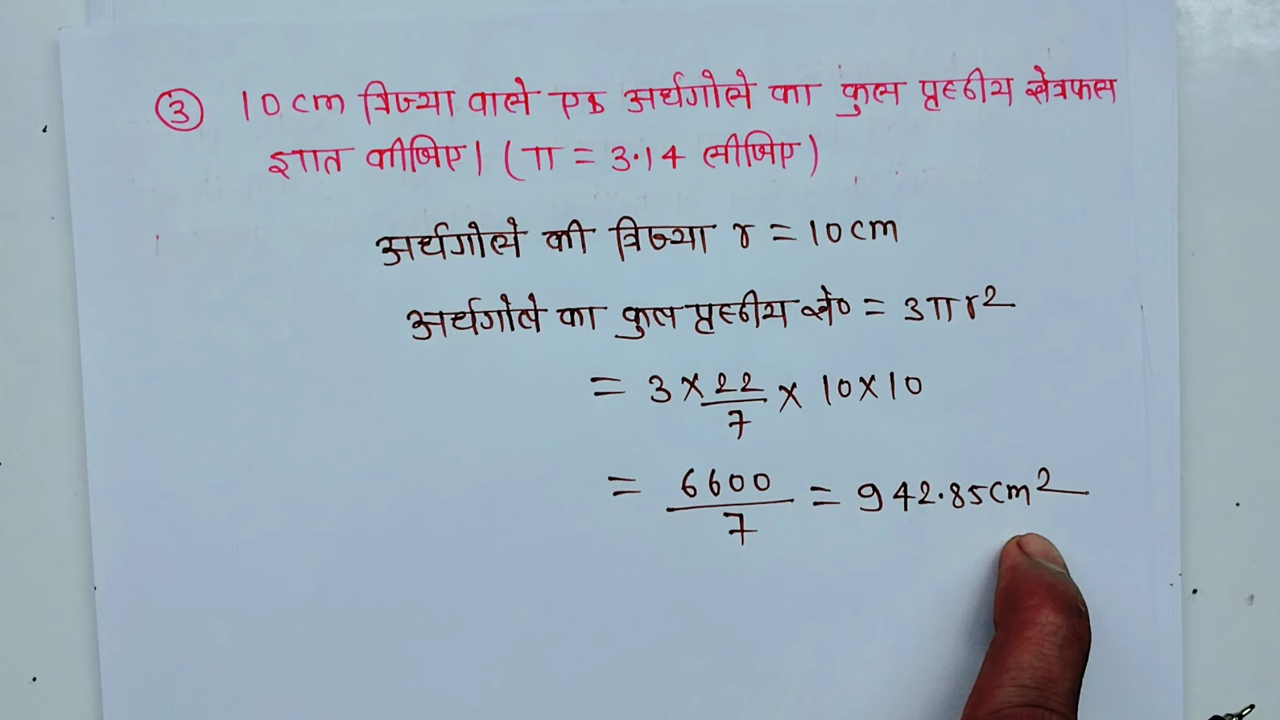 ③ 10 cm त्रिज्या वाले एक अर्धगोले का कुल पृष्ठीय क्षेत्रफल
ज्ञात कीजिए। (π = 3.14 लीजिए)
अर्धगोले की त्रिज्या r = 10 cm
अर्धगोले का कुल पृष्ठीय क्षे० = 3πr²
= 3 × 22/7 × 10 × 10
= 6600/7 = 942.85 cm²